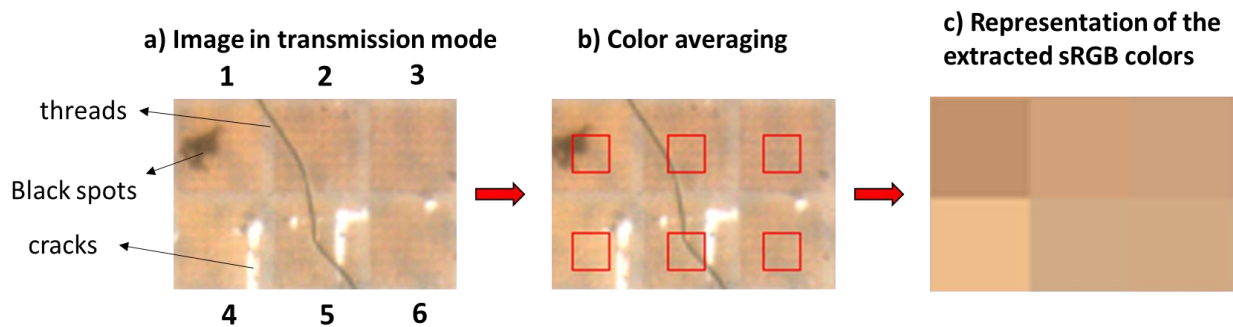 a) Image in transmission mode
1 2 3
threads
Black spots
cracks
4 5 6
b) Color averaging
c) Representation of the
extracted sRGB colors